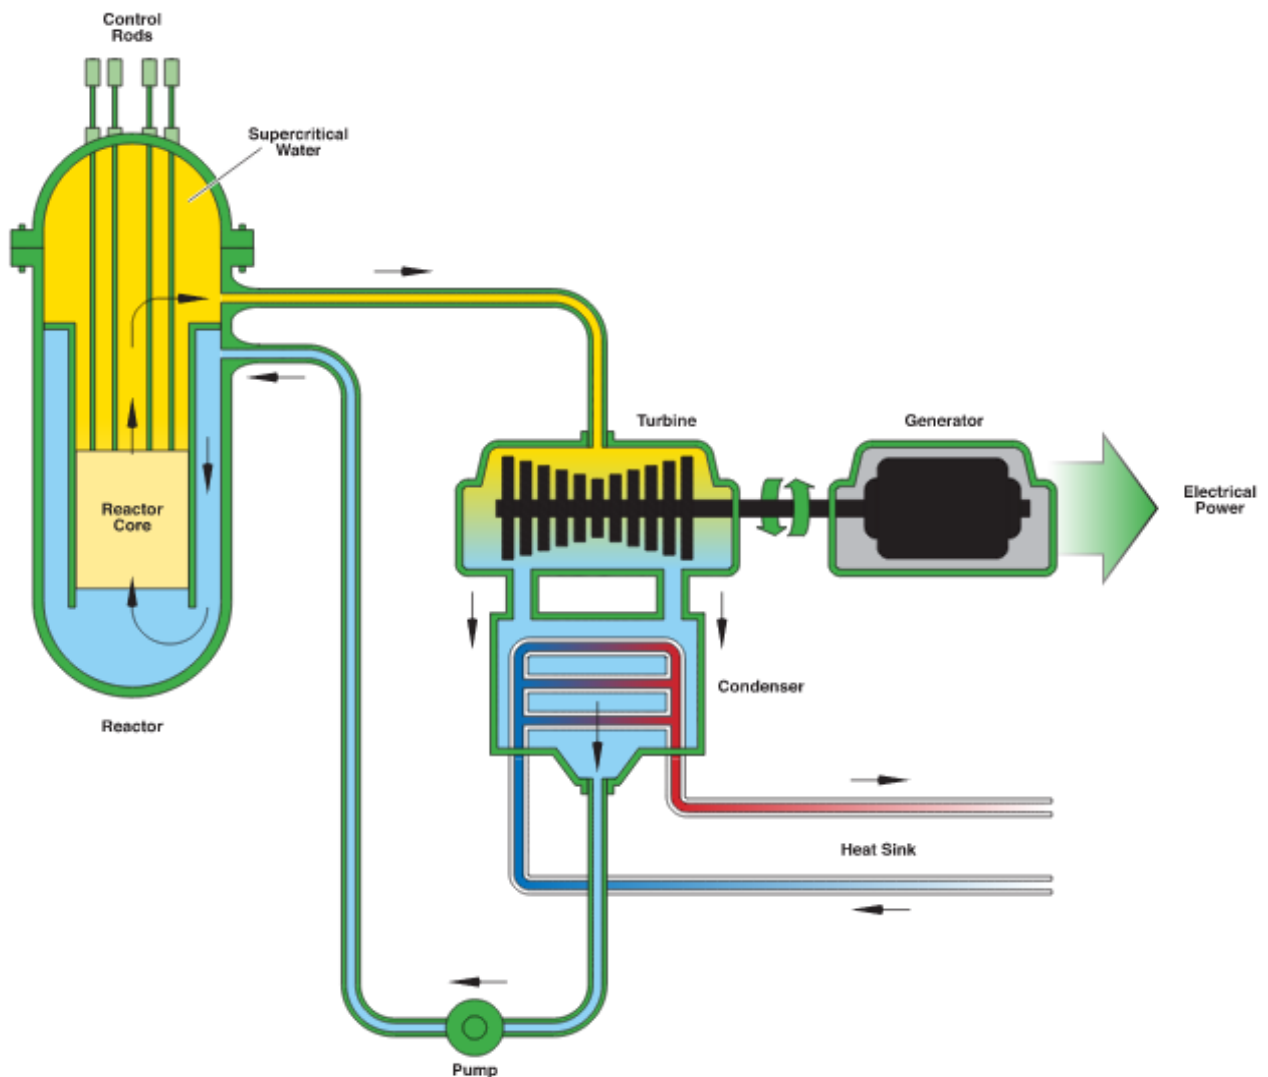 Control
Rods
Supercritical
Water
Turbine
Generator
Electrical
Power
Reactor
Core
Condenser
Reactor
Heat Sink
Pump